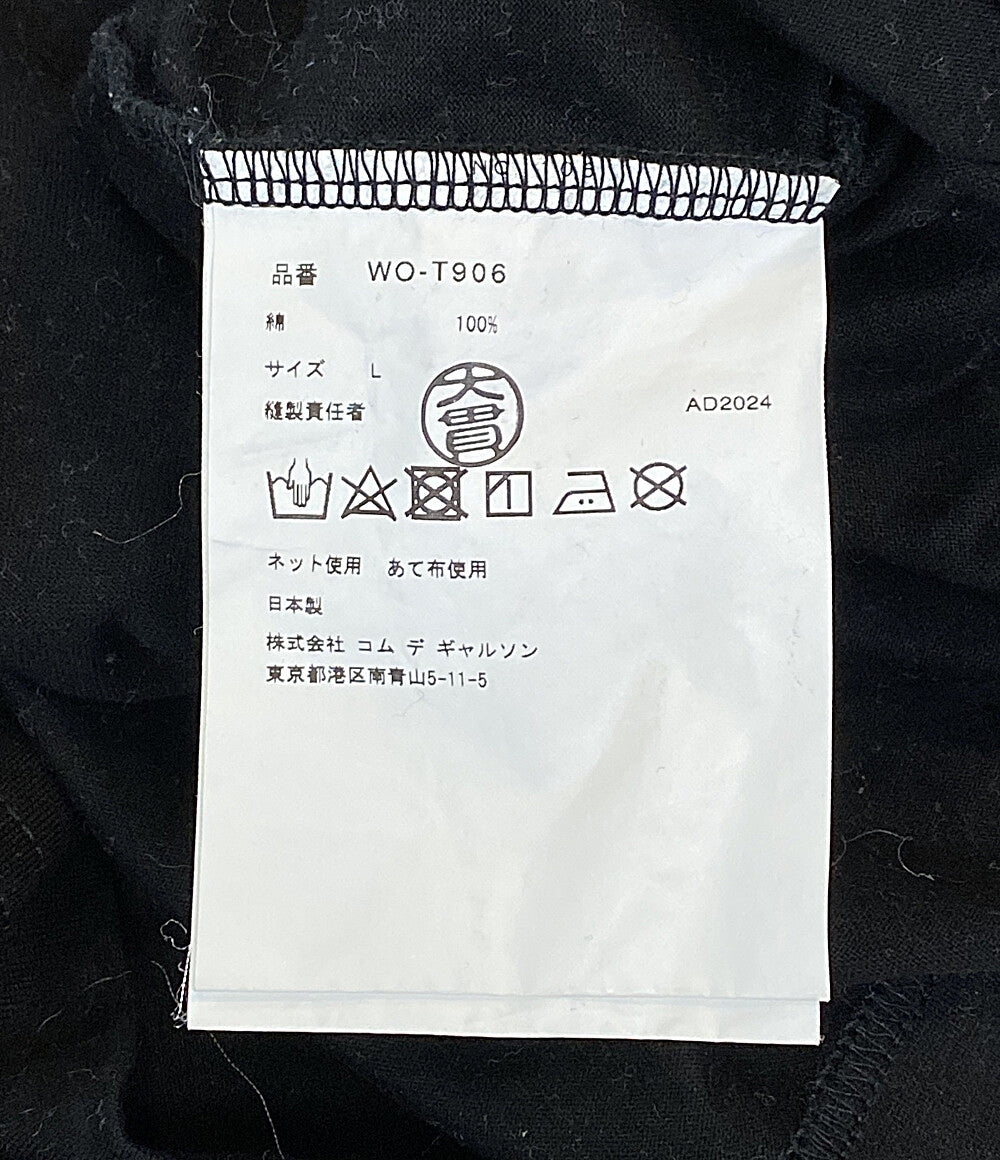 品番 WO-T906
綿 100%
サイズ L
縫製責任者 大貫 AD2024
ネット使用 あて布使用
日本製
株式会社 コム デ ギャルソン
東京都港区南青山5-11-5